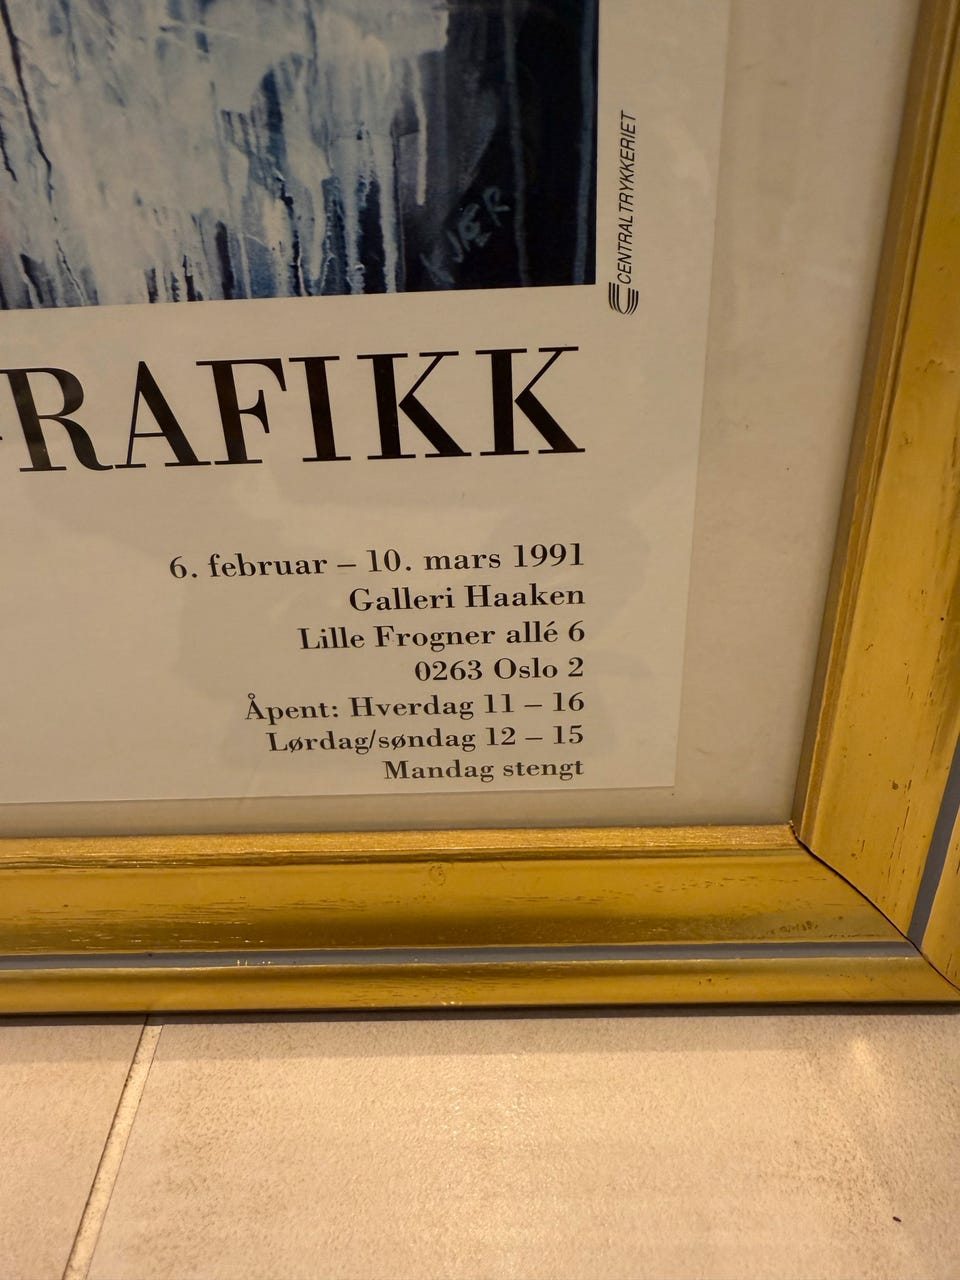 CENTRALTRYKKERIET
RAFIKK
6. februar – 10. mars 1991
Galleri Haaken
Lille Frogner allé 6
0263 Oslo 2
Åpent: Hverdag 11 – 16
Lørdag/søndag 12 – 15
Mandag stengt